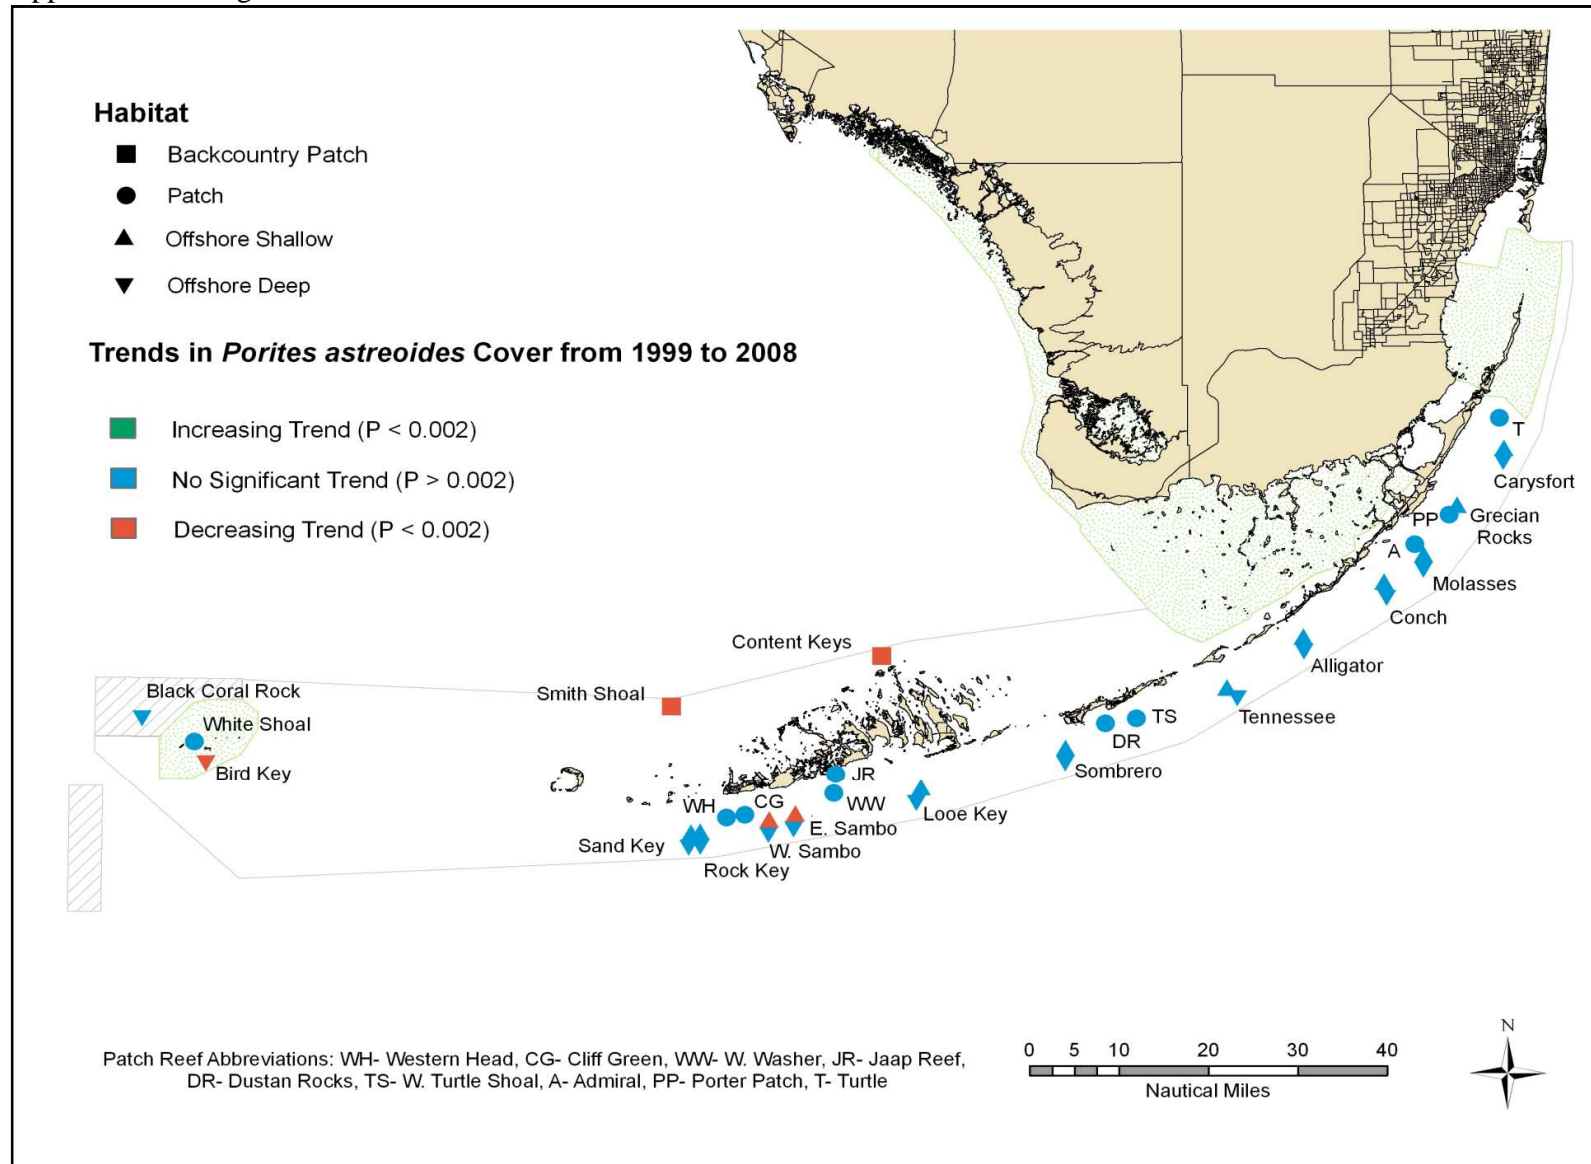 Habitat
Backcountry Patch
Patch
Offshore Shallow
Offshore Deep
Trends in Porites astreoides Cover from 1999 to 2008
Increasing Trend (P < 0.002)
No Significant Trend (P > 0.002)
Decreasing Trend (P < 0.002)
T
Carysfort
PP
Grecian
Rocks
A
Molasses
Conch
Alligator
Tennessee
TS
DR
Sombrero
Content Keys
Smith Shoal
Black Coral Rock
White Shoal
Bird Key
JR
WW
Looe Key
WH
CG
E. Sambo
W. Sambo
Sand Key
Rock Key
Patch Reef Abbreviations: WH- Western Head, CG- Cliff Green, WW- W. Washer, JR- Jaap Reef,
DR- Dustan Rocks, TS- W. Turtle Shoal, A- Admiral, PP- Porter Patch, T- Turtle
0 5 10 20 30 40
Nautical Miles
N